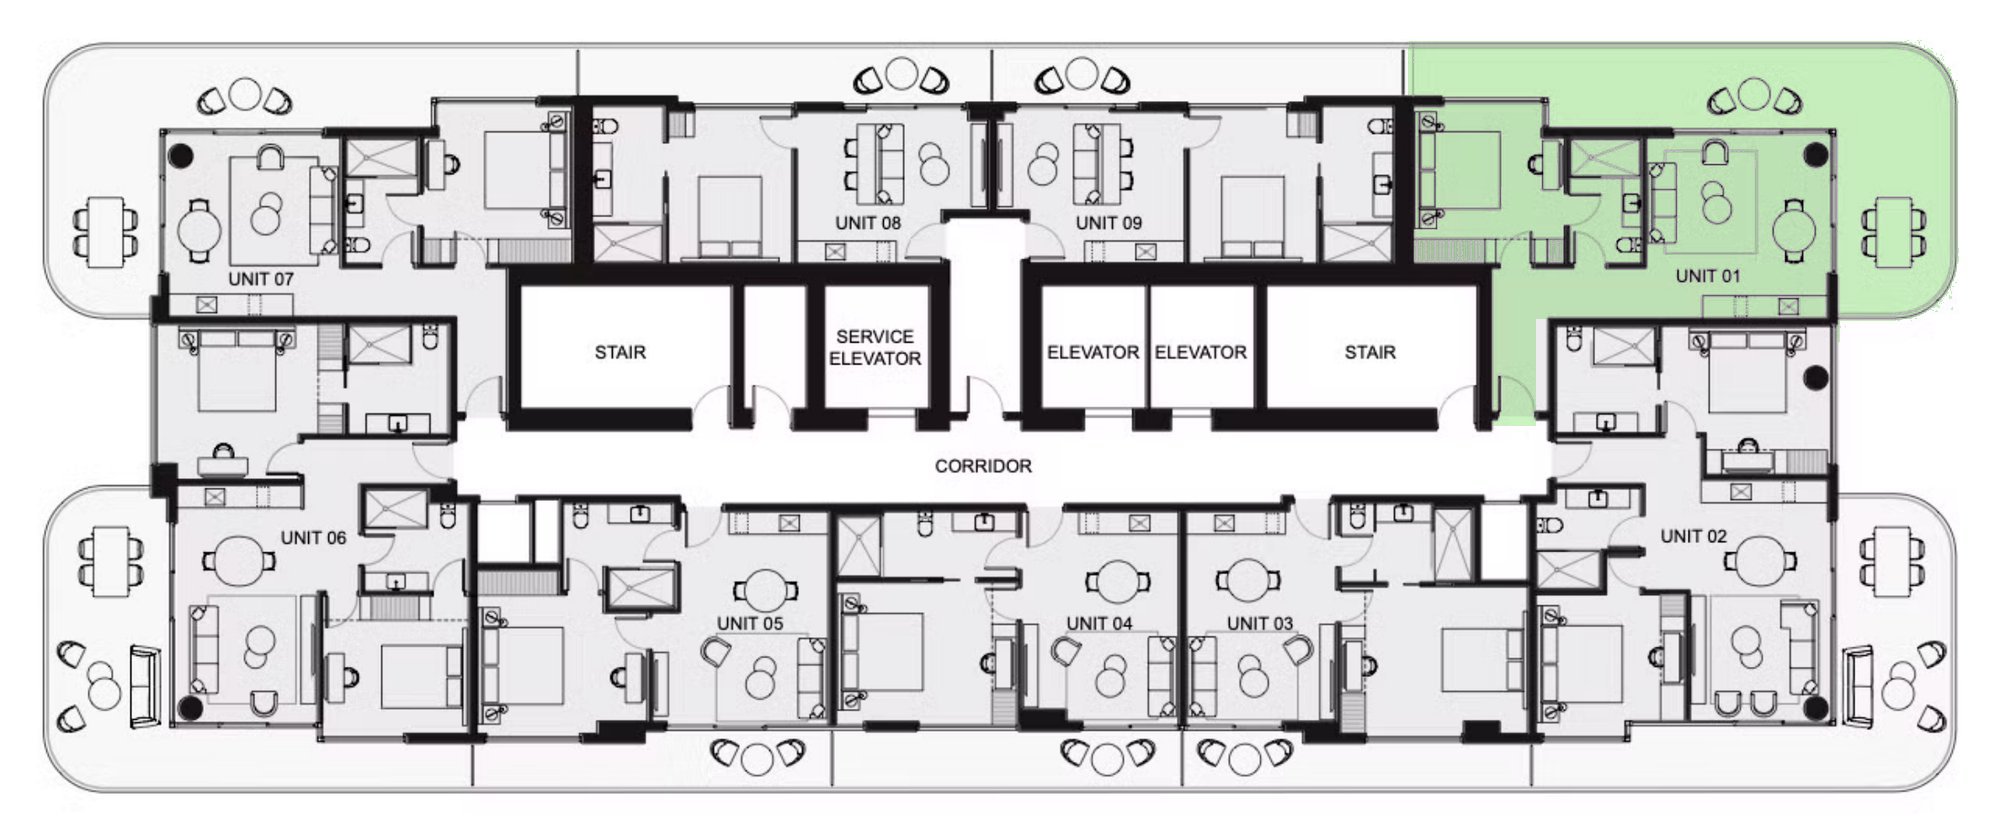 UNIT 08
UNIT 09
UNIT 07
UNIT 01
STAIR
SERVICE
ELEVATOR
ELEVATOR
ELEVATOR
STAIR
CORRIDOR
UNIT 06
UNIT 02
UNIT 05
UNIT 04
UNIT 03